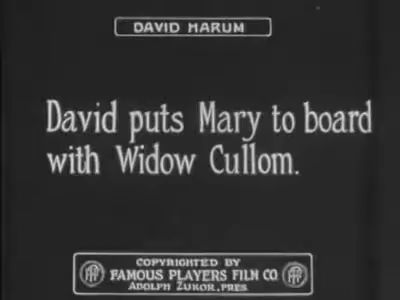 DAVID HARUM
David puts Mary to board
with Widow Cullom.
COPYRIGHTED BY
FAMOUS PLAYERS FILM CO.
ADOLPH ZUKOR, PRES.